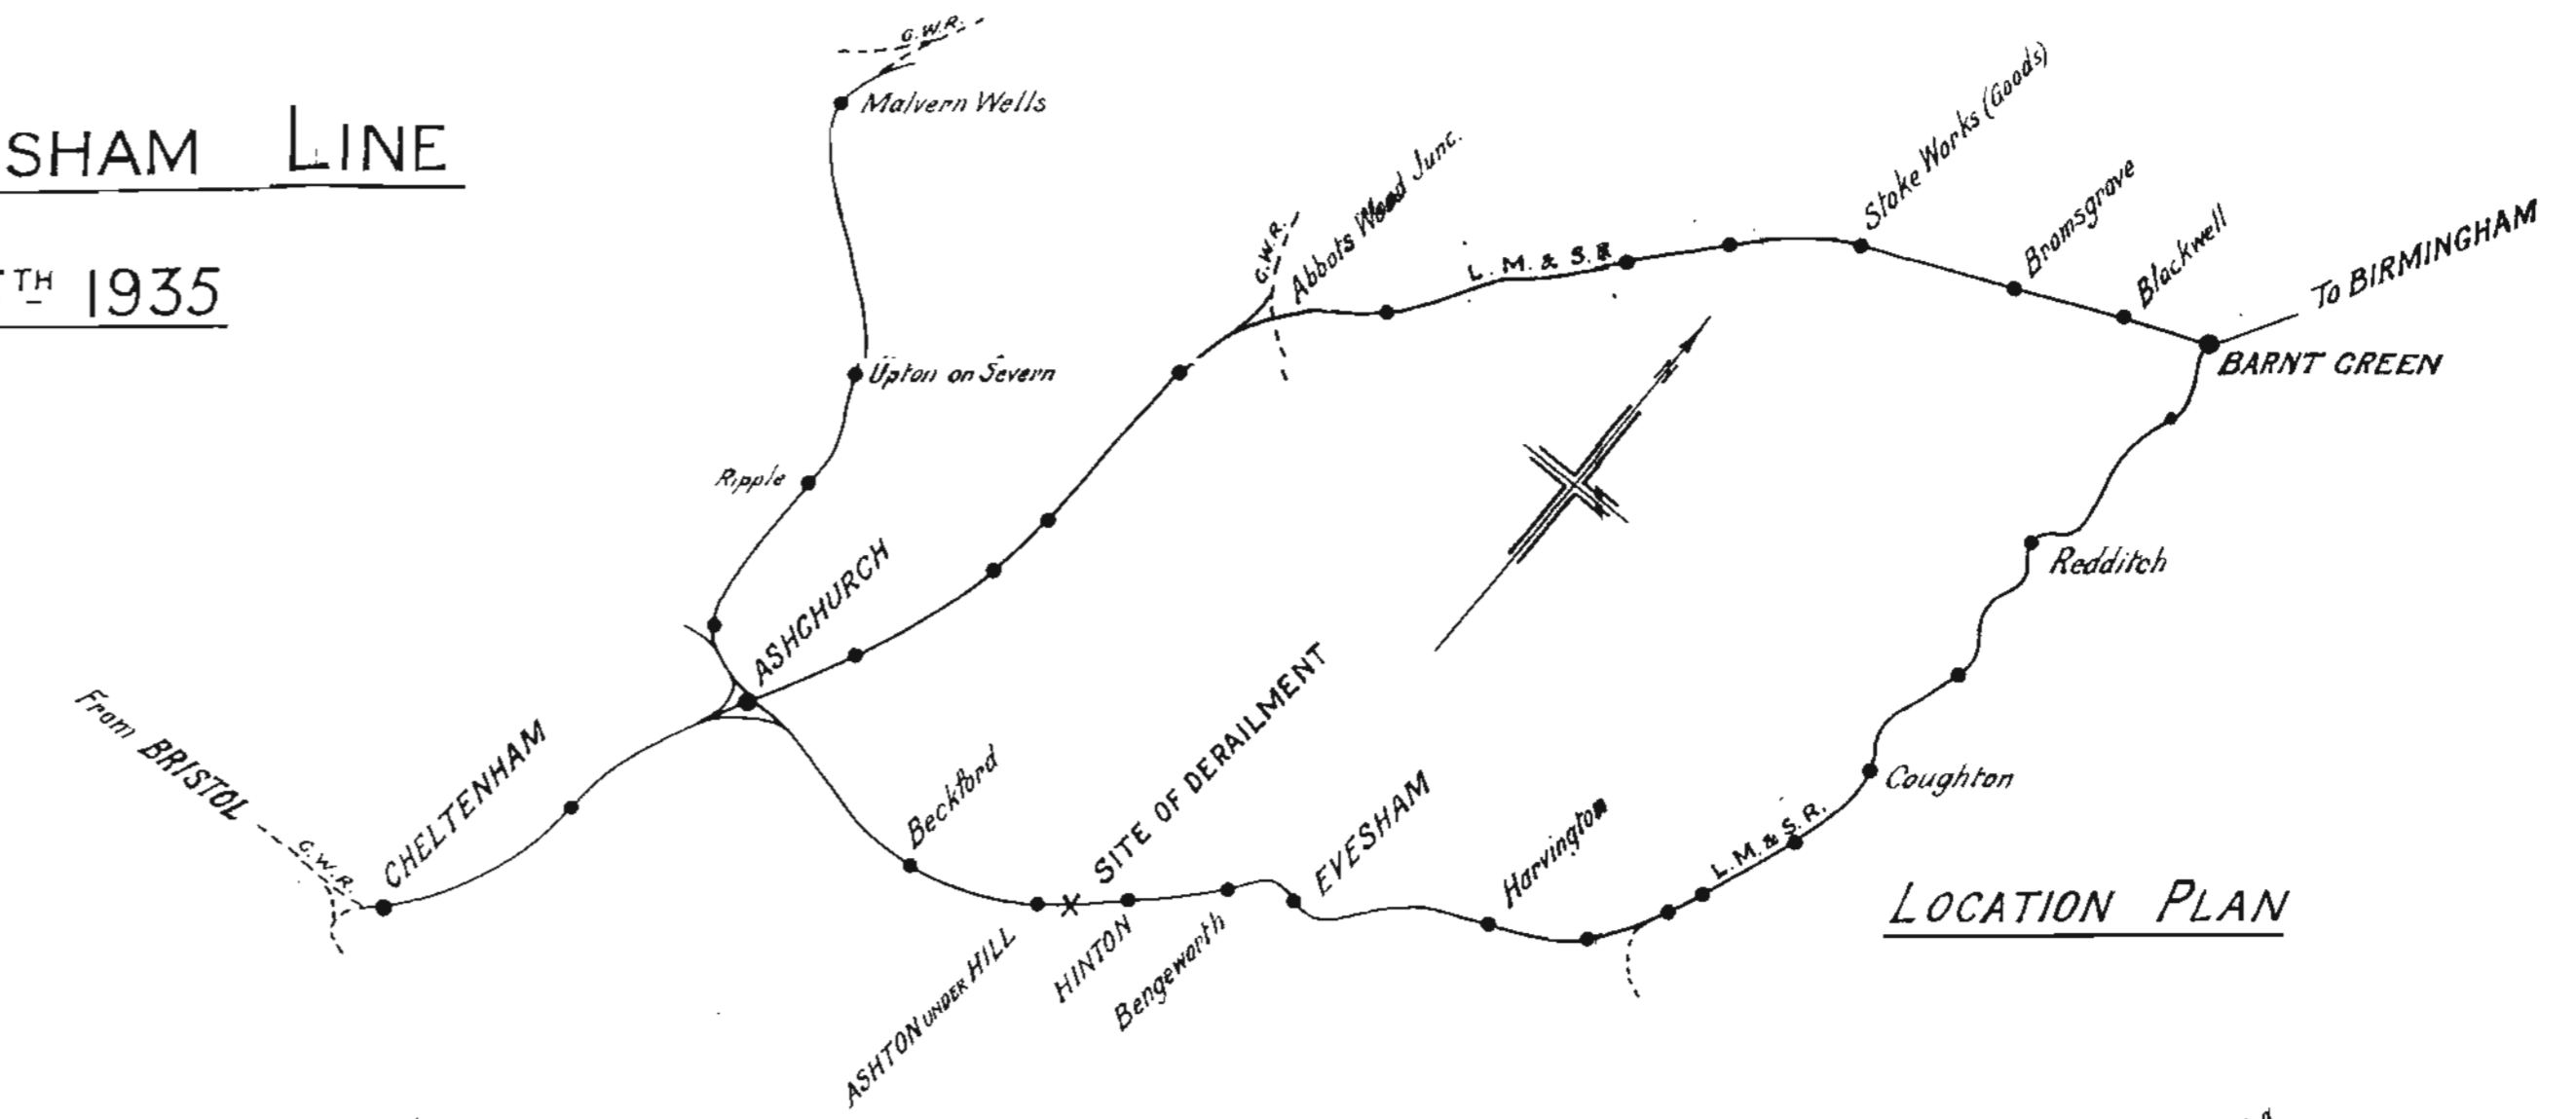 SHAM LINE
TH 1935
G.W.R.
Malvern Wells
Upton on Severn
Ripple
G.W.R.
Abbots Wood Junc.
L. M. & S. R
Stoke Works (Goods)
Bromsgrove
Blackwell
To BIRMINGHAM
BARNT GREEN
N
Redditch
Coughton
L.M. & S.R.
ASHCHURCH
From BRISTOL
G.W.R.
CHELTENHAM
Beckford
SITE OF DERAILMENT
EVESHAM
Harvington
ASHTON UNDER HILL
HINTON
Bengeworth
LOCATION PLAN